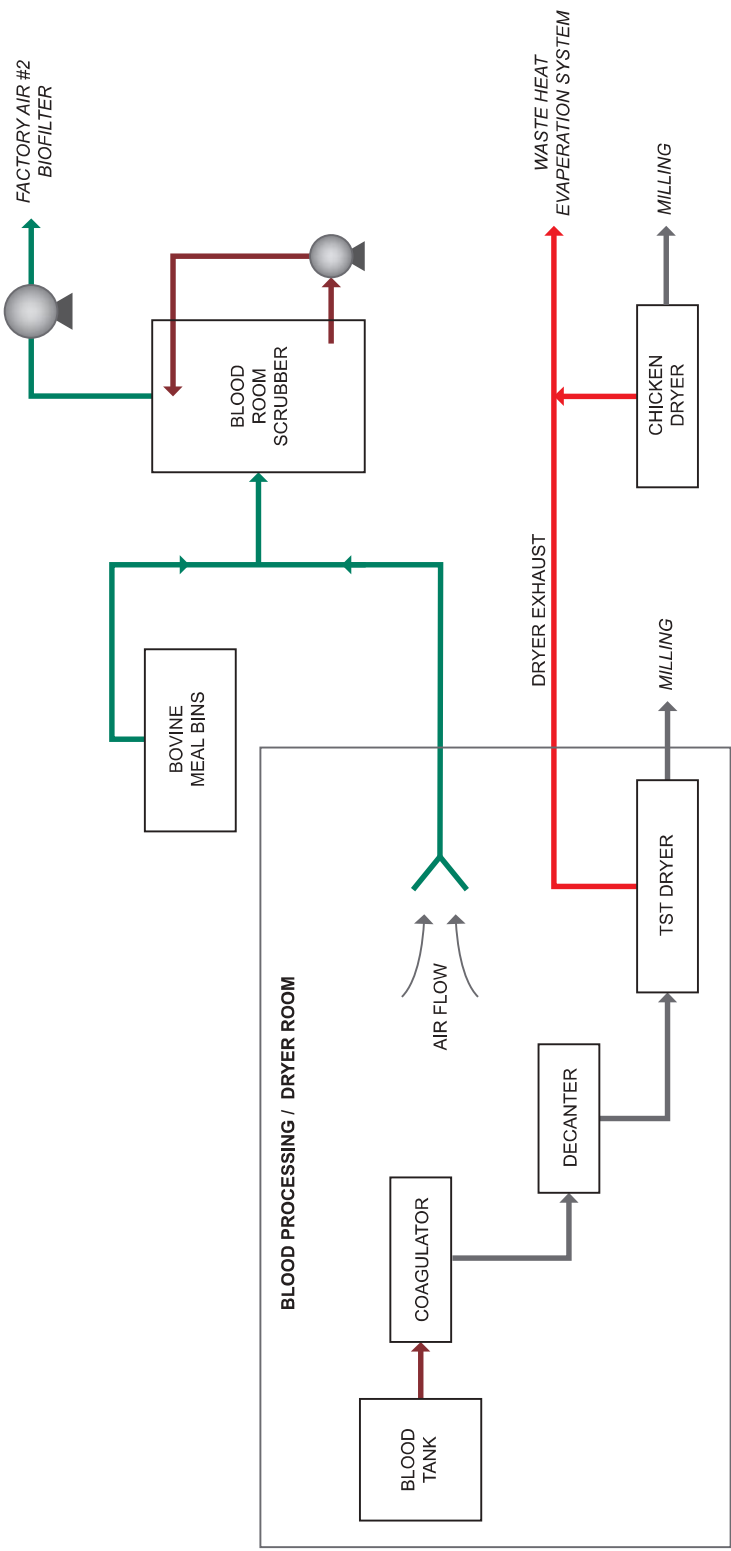 FACTORY AIR #2
BIOFILTER
BLOOD
ROOM
SCRUBBER
WASTE HEAT
EVAPERATION SYSTEM
MILLING
CHICKEN
DRYER
BOVINE
MEAL BINS
DRYER EXHAUST
MILLING
BLOOD PROCESSING / DRYER ROOM
AIR FLOW
TST DRYER
DECANTER
COAGULATOR
BLOOD
TANK